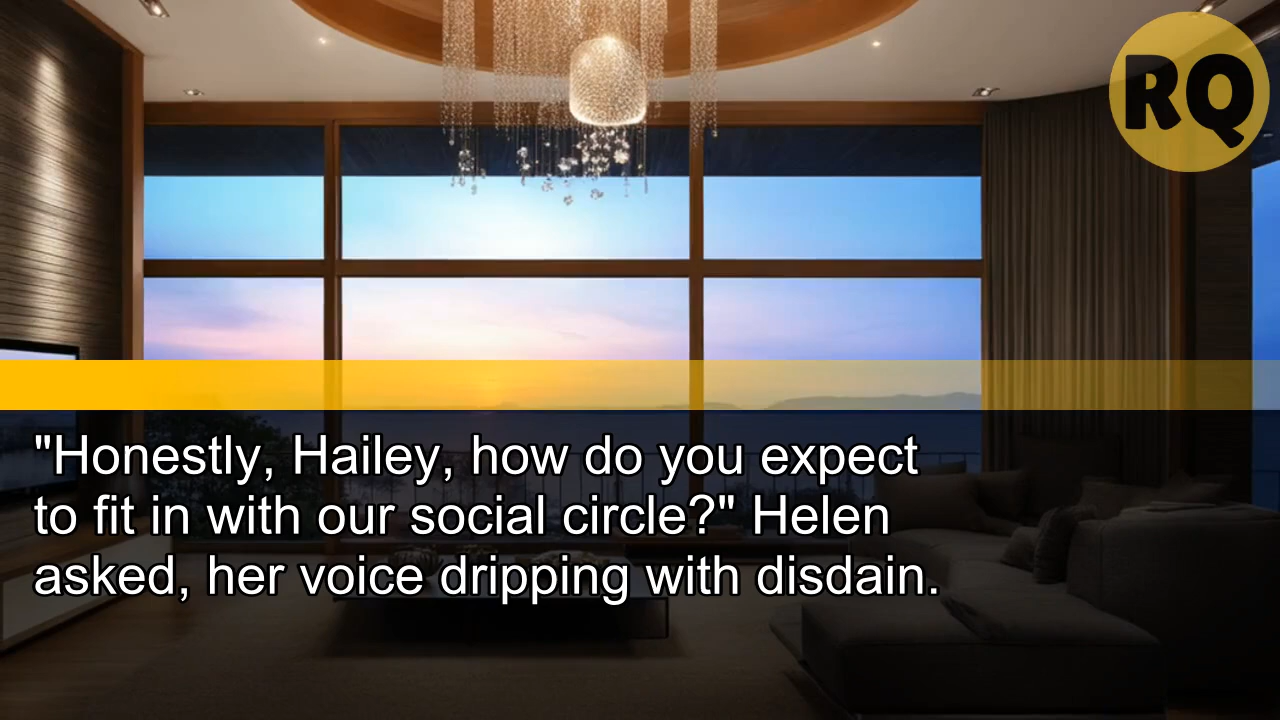 RQ
"Honestly, Hailey, how do you expect
to fit in with our social circle?" Helen
asked, her voice dripping with disdain.